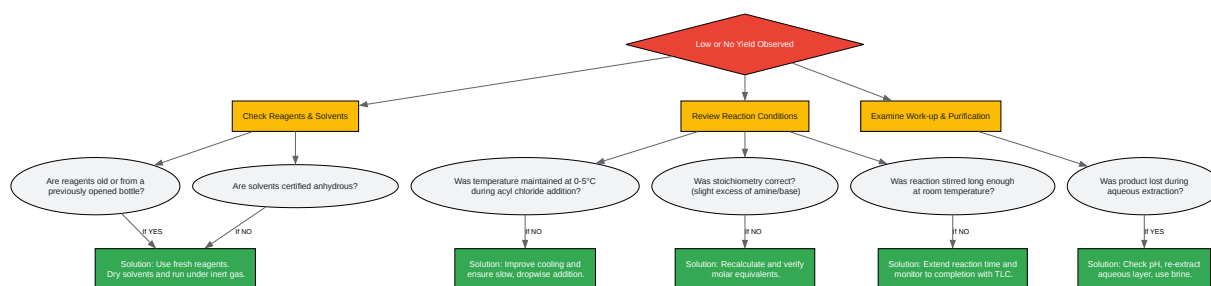 Low or No Yield Observed
Check Reagents & Solvents
Review Reaction Conditions
Examine Work-up & Purification
Are reagents old or from a
previously opened bottle?
Are solvents certified anhydrous?
Was temperature maintained at 0-5°C
during acyl chloride addition?
Was stoichiometry correct?
(slight excess of amine/base)
Was reaction stirred long enough
at room temperature?
Was product lost during
aqueous extraction?
If YES
If NO
If NO
If NO
If NO
If YES
Solution: Use fresh reagents.
Dry solvents and run under inert gas.
Solution: Improve cooling and
ensure slow, dropwise addition.
Solution: Recalculate and verify
molar equivalents.
Solution: Extend reaction time and
monitor to completion with TLC.
Solution: Check pH, re-extract
aqueous layer, use brine.